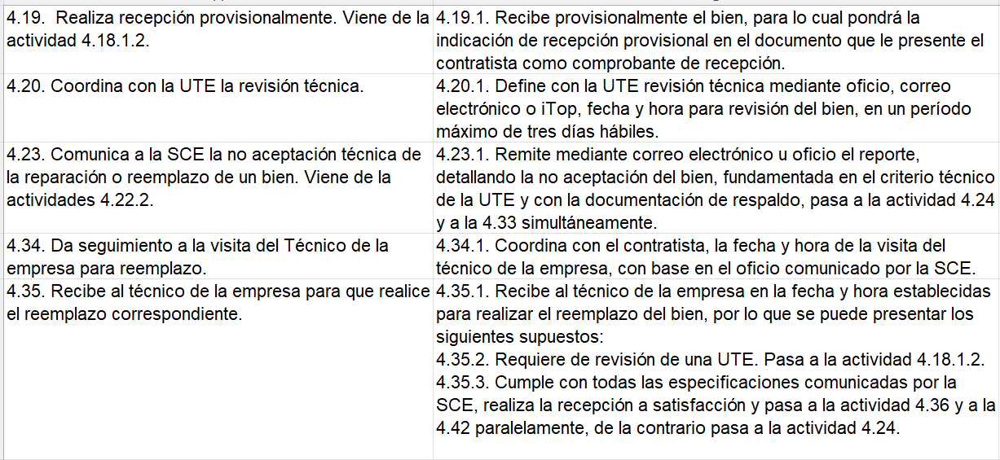 4.19. Realiza recepción provisionalmente. Viene de la
actividad 4.18.1.2.
4.19.1. Recibe provisionalmente el bien, para lo cual pondrá la
indicación de recepción provisional en el documento que le presente el
contratista como comprobante de recepción.
4.20. Coordina con la UTE la revisión técnica.
4.20.1. Define con la UTE revisión técnica mediante oficio, correo
electrónico o iTop, fecha y hora para revisión del bien, en un período
máximo de tres días hábiles.
4.23. Comunica a la SCE la no aceptación técnica de
la reparación o reemplazo de un bien. Viene de la
actividades 4.22.2.
4.23.1. Remite mediante correo electrónico u oficio el reporte,
detallando la no aceptación del bien, fundamentada en el criterio técnico
de la UTE y con la documentación de respaldo, pasa a la actividad 4.24
y a la 4.33 simultáneamente.
4.34. Da seguimiento a la visita del Técnico de la
empresa para reemplazo.
4.34.1. Coordina con el contratista, la fecha y hora de la visita del
técnico de la empresa, con base en el oficio comunicado por la SCE.
4.35. Recibe al técnico de la empresa para que realice
el reemplazo correspondiente.
4.35.1. Recibe al técnico de la empresa en la fecha y hora establecidas
para realizar el reemplazo del bien, por lo que se puede presentar los
siguientes supuestos:
4.35.2. Requiere de revisión de una UTE. Pasa a la actividad 4.18.1.2.
4.35.3. Cumple con todas las especificaciones comunicadas por la
SCE, realiza la recepción a satisfacción y pasa a la actividad 4.36 y a la
4.42 paralelamente, de la contrario pasa a la actividad 4.24.